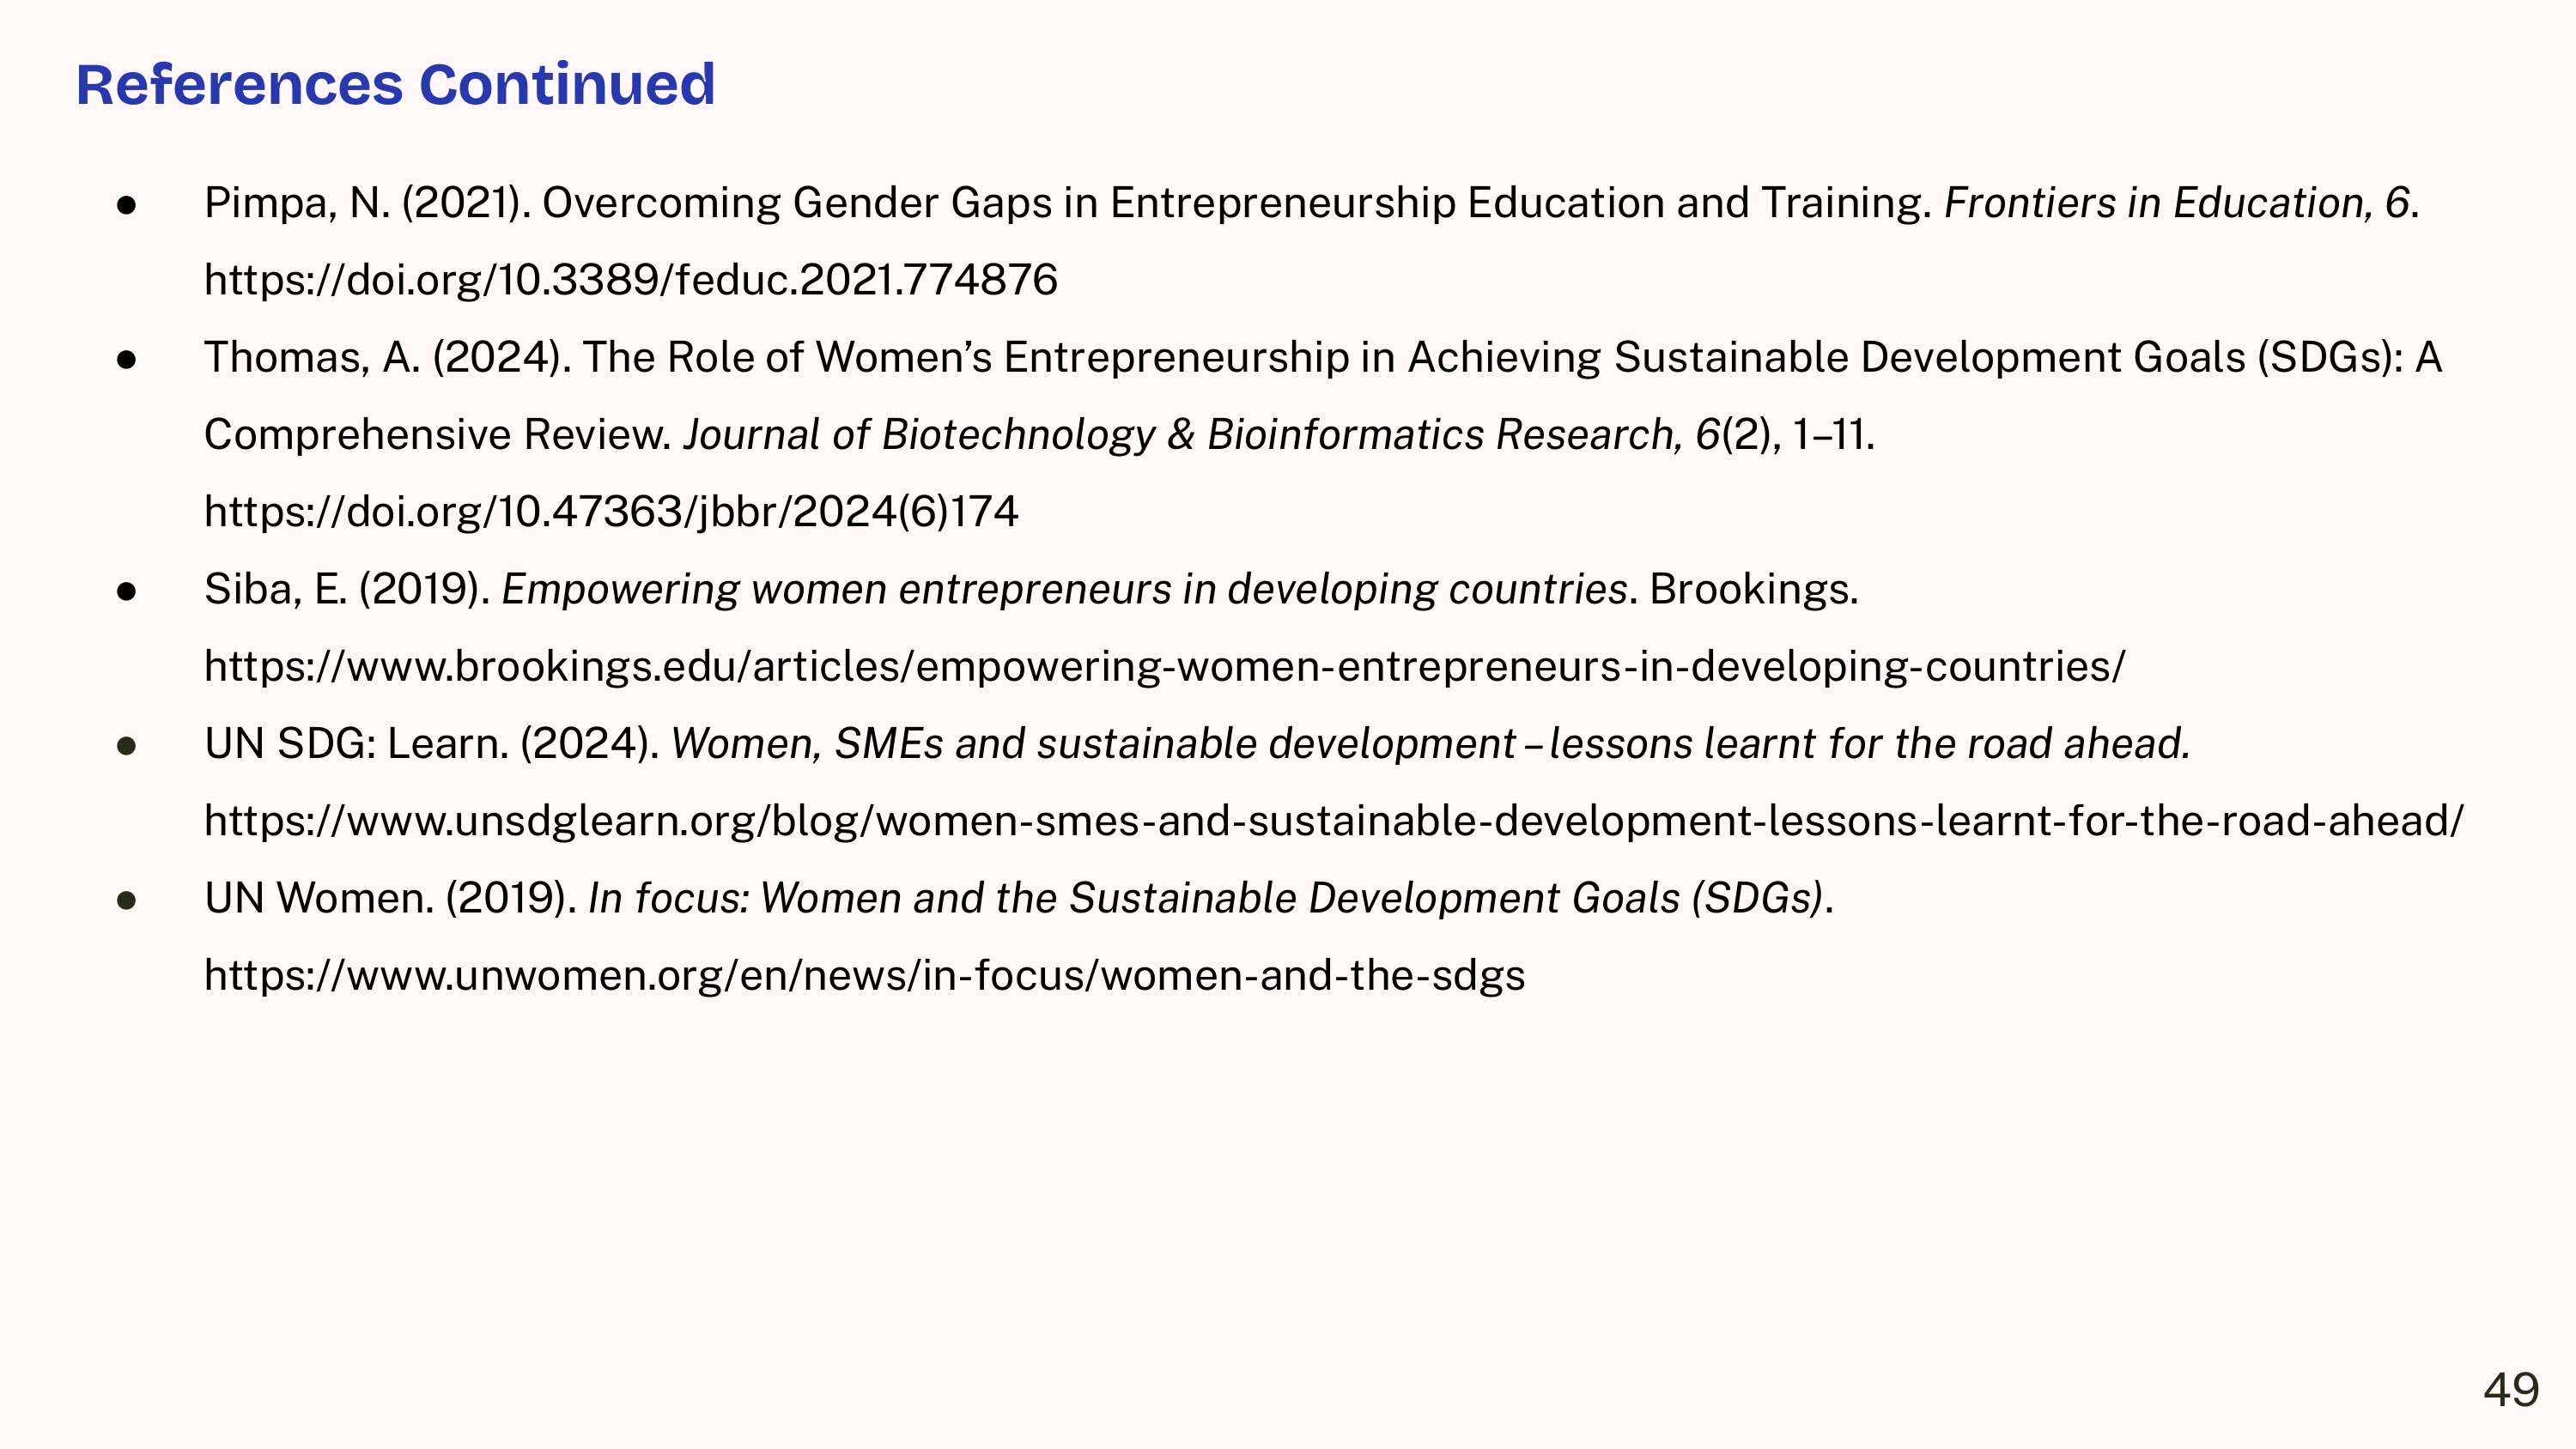 References Continued
● Pimpa, N. (2021). Overcoming Gender Gaps in Entrepreneurship Education and Training. Frontiers in Education, 6.
https://doi.org/10.3389/feduc.2021.774876
● Thomas, A. (2024). The Role of Women’s Entrepreneurship in Achieving Sustainable Development Goals (SDGs): A
Comprehensive Review. Journal of Biotechnology & Bioinformatics Research, 6(2), 1–11.
https://doi.org/10.47363/jbbr/2024(6)174
● Siba, E. (2019). Empowering women entrepreneurs in developing countries. Brookings.
https://www.brookings.edu/articles/empowering-women-entrepreneurs-in-developing-countries/
● UN SDG: Learn. (2024). Women, SMEs and sustainable development – lessons learnt for the road ahead.
https://www.unsdglearn.org/blog/women-smes-and-sustainable-development-lessons-learnt-for-the-road-ahead/
● UN Women. (2019). In focus: Women and the Sustainable Development Goals (SDGs).
https://www.unwomen.org/en/news/in-focus/women-and-the-sdgs
49